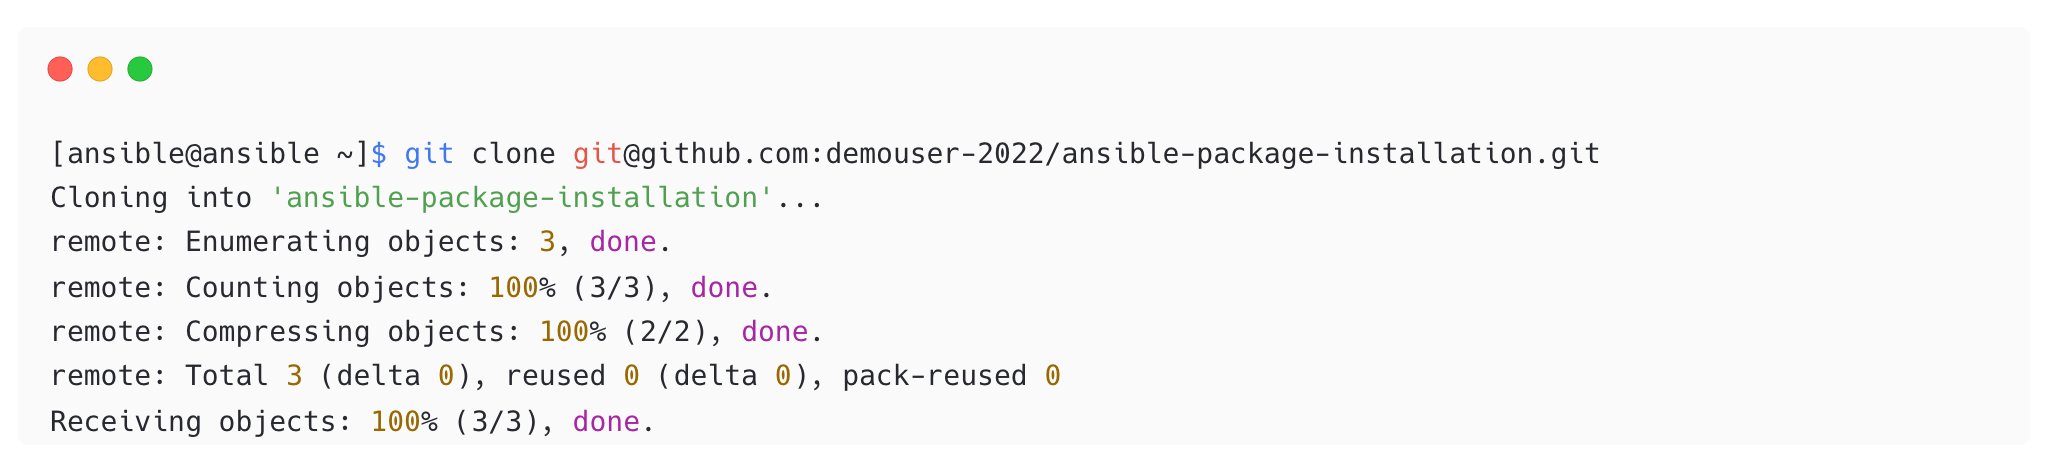 [ansible@ansible ~]$ git clone git@github.com:demouser-2022/ansible-package-installation.git
Cloning into 'ansible-package-installation'...
remote: Enumerating objects: 3, done.
remote: Counting objects: 100% (3/3), done.
remote: Compressing objects: 100% (2/2), done.
remote: Total 3 (delta 0), reused 0 (delta 0), pack-reused 0
Receiving objects: 100% (3/3), done.